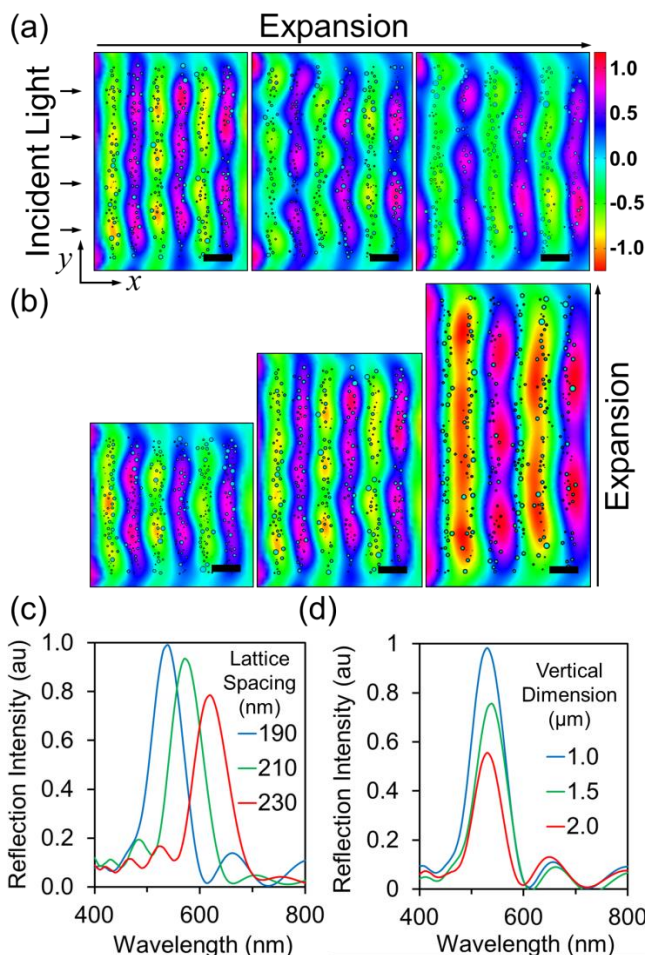 (a)
Expansion
Incident Light
y
x
1.0
0.5
0.0
-0.5
-1.0
(b)
Expansion
(c)
Reflection Intensity (au)
1.0
0.8
0.6
0.4
0.2
0.0
Lattice
Spacing
(nm)
190
210
230
400
600
800
Wavelength (nm)
(d)
Reflection Intensity (au)
1
0.8
0.6
0.4
0.2
0
Vertical
Dimension
(µm)
1.0
1.5
2.0
400
600
800
Wavelength (nm)